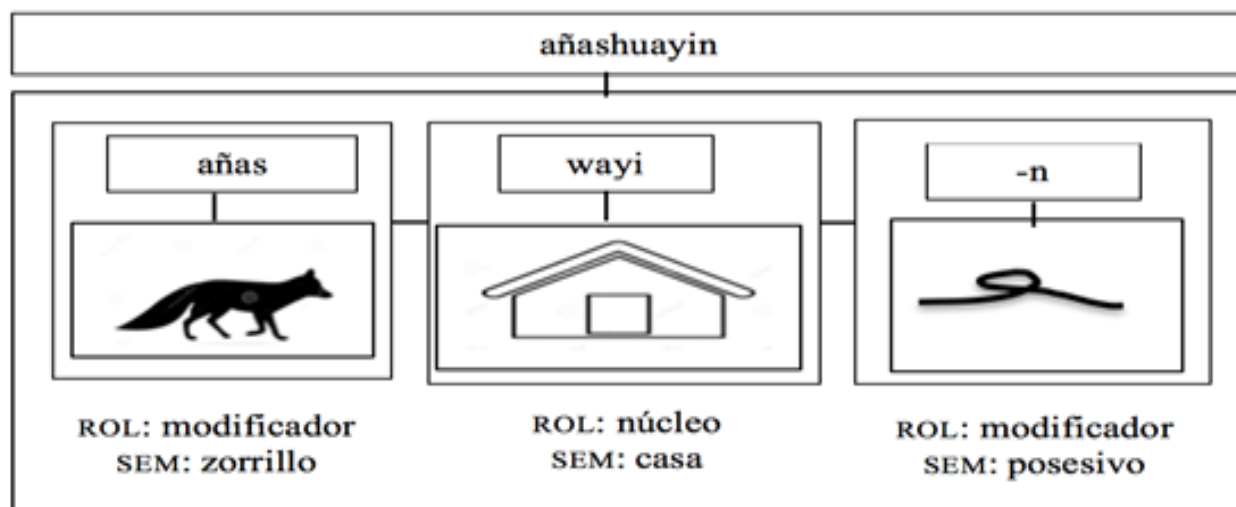 añashuayin
añas
wayi
-n
ROL: modificador
SEM: zorrillo
ROL: núcleo
SEM: casa
ROL: modificador
SEM: posesivo